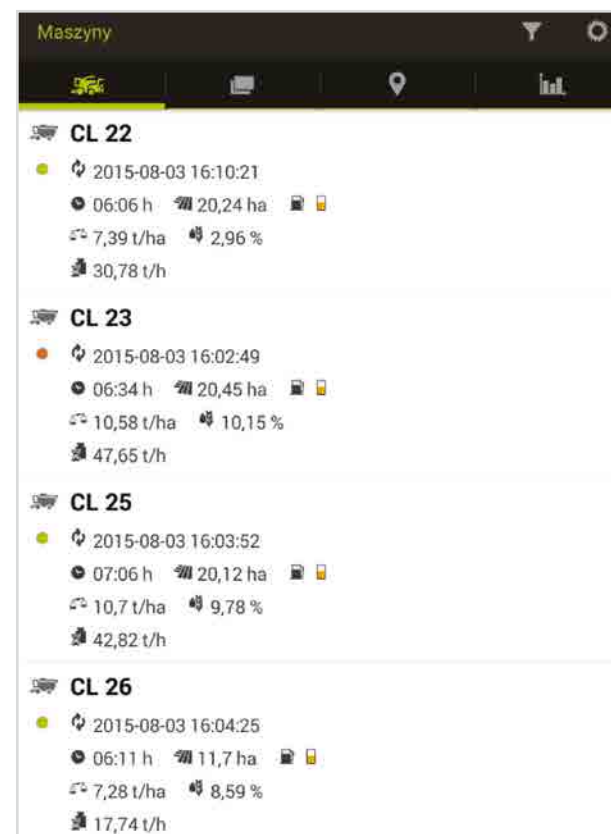 Maszyny
CL 22
2015-08-03 16:10:21
06:06 h 20,24 ha
7,39 t/ha 2,96 %
30,78 t/h
CL 23
2015-08-03 16:02:49
06:34 h 20,45 ha
10,58 t/ha 10,15 %
47,65 t/h
CL 25
2015-08-03 16:03:52
07:06 h 20,12 ha
10,7 t/ha 9,78 %
42,82 t/h
CL 26
2015-08-03 16:04:25
06:11 h 11,7 ha
7,28 t/ha 8,59 %
17,74 t/h